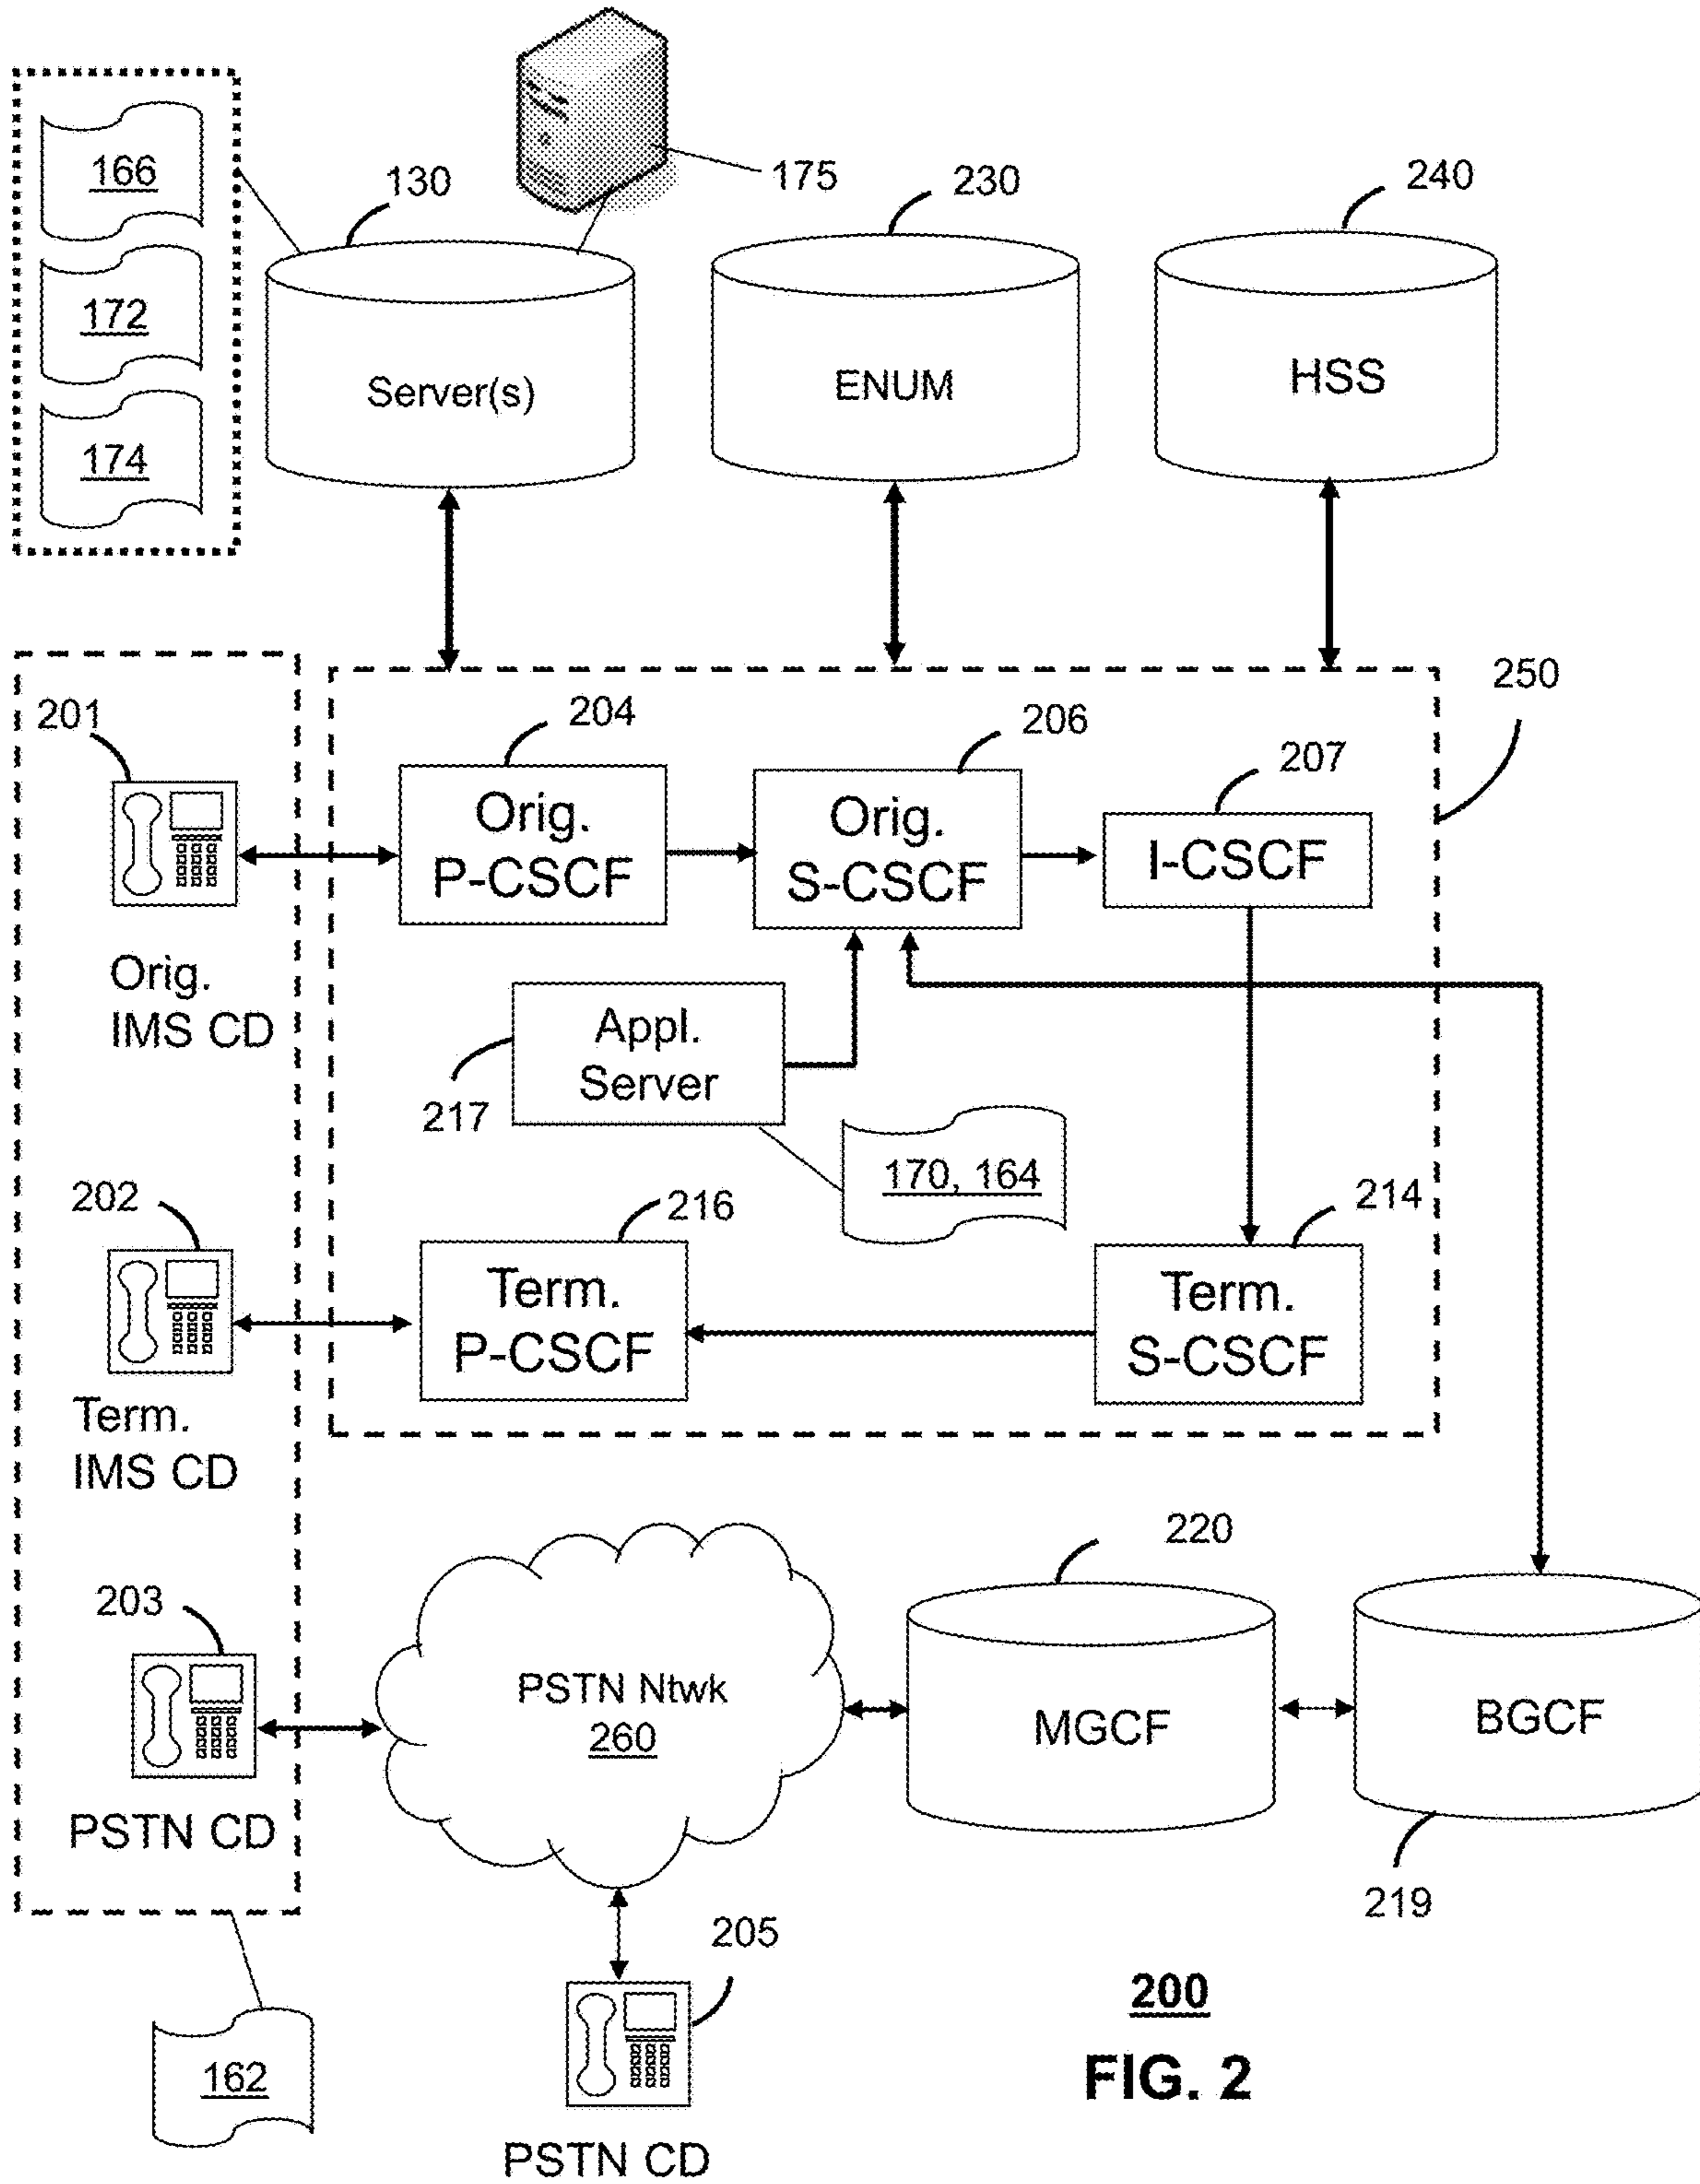 166
172
174
130
175
230
240
Server(s)
ENUM
HSS
250
201
204
206
207
Orig.
P-CSCF
Orig.
S-CSCF
I-CSCF
Orig.
IMS CD
Appl.
Server
217
170, 164
202
216
214
Term.
P-CSCF
Term.
S-CSCF
Term.
IMS CD
203
220
PSTN Ntwk
260
MGCF
BGCF
PSTN CD
219
205
162
PSTN CD
200
FIG. 2